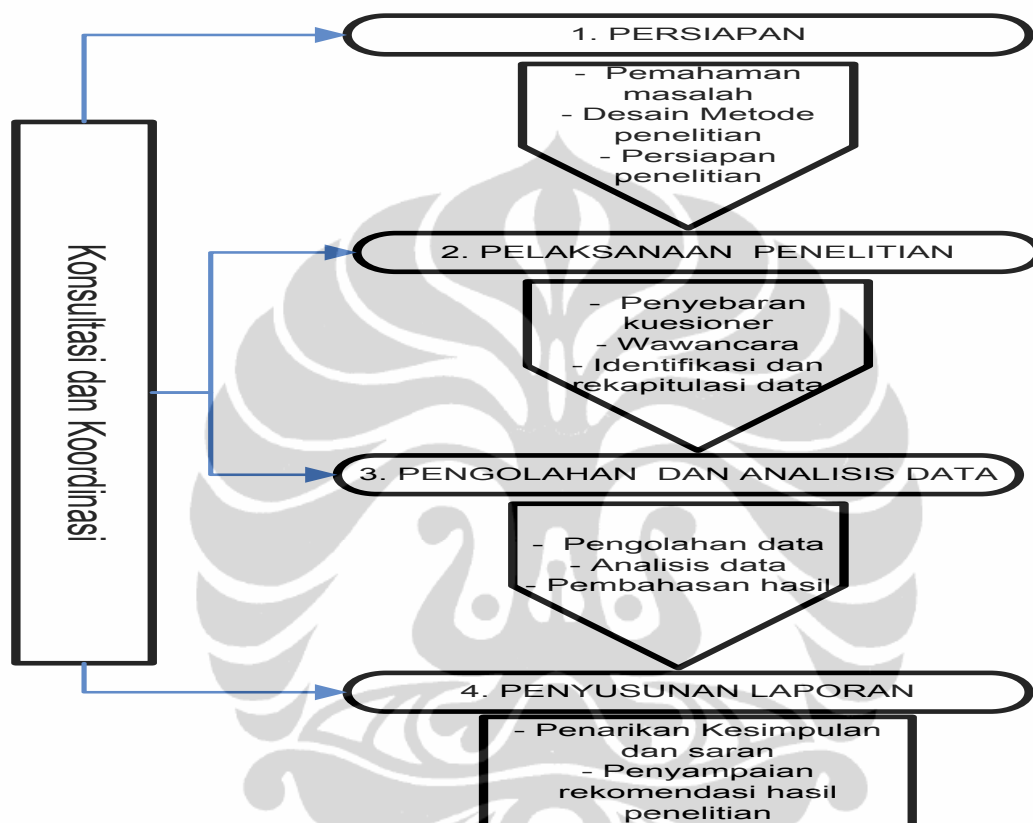 1. PERSIAPAN
- Pemahaman
masalah
- Desain Metode
penelitian
- Persiapan
penelitian
Konsultasi dan Koordinasi
2. PELAKSANAAN PENELITIAN
- Penyebaran
kuesioner
- Wawancara
- Identifikasi dan
rekapitulasi data
3. PENGOLAHAN DAN ANALISIS DATA
- Pengolahan data
- Analisis data
- Pembahasan hasil
4. PENYUSUNAN LAPORAN
- Penarikan Kesimpulan
dan saran
- Penyampaian
rekomendasi hasil
penelitian